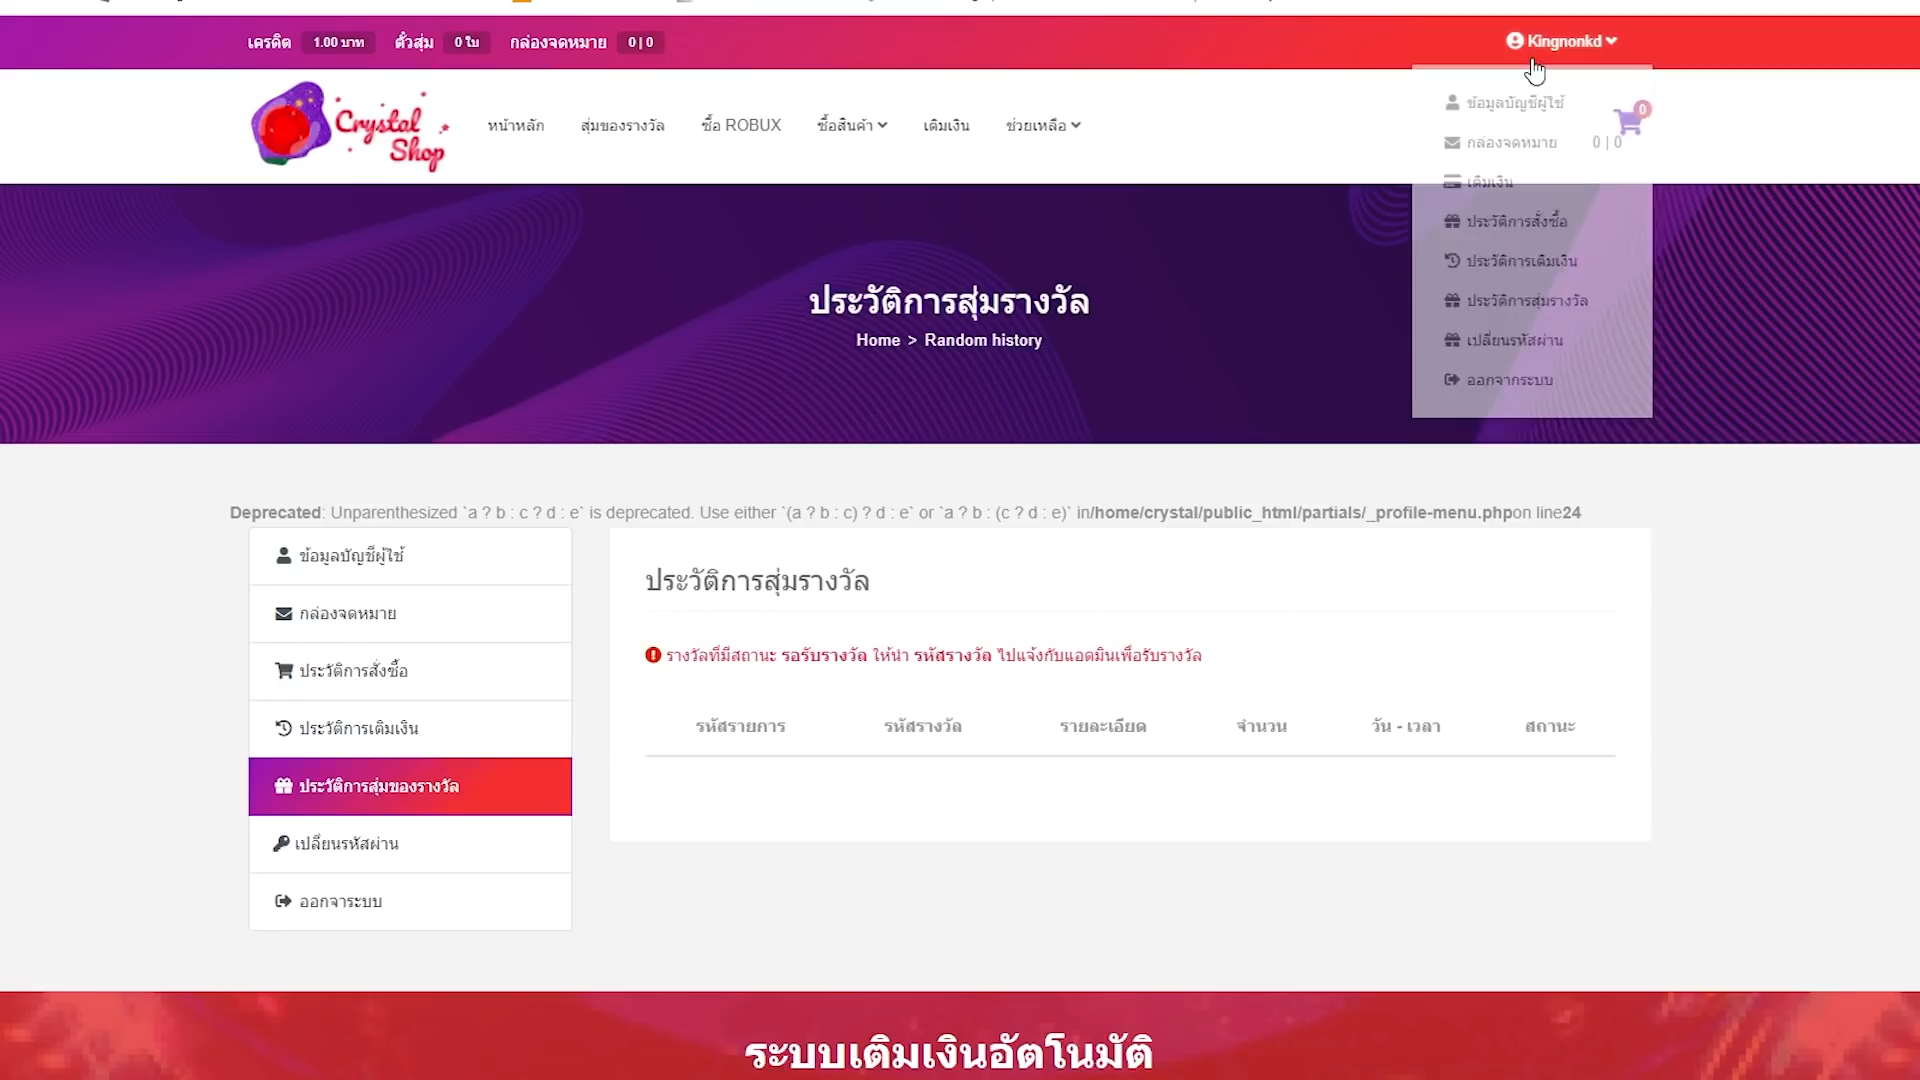 เครดิต 1.00 บาท ตั๋วสุ่ม 0 ใบ กล่องจดหมาย 0 | 0
Kingnonkd
Crystal Shop
หน้าหลัก สุ่มของรางวัล ซื้อ ROBUX ซื้อสินค้า เติมเงิน ช่วยเหลือ
0
ข้อมูลบัญชีผู้ใช้
กล่องจดหมาย 0 | 0
เติมเงิน
ประวัติการสั่งซื้อ
ประวัติการเติมเงิน
ประวัติการสุ่มรางวัล
เปลี่ยนรหัสผ่าน
ออกจากระบบ
ประวัติการสุ่มรางวัล
Home > Random history
Deprecated: Unparenthesized `a ? b : c ? d : e` is deprecated. Use either `(a ? b : c) ? d : e` or `a ? b : (c ? d : e)` in/home/crystal/public_html/partials/_profile-menu.phpon line24
ข้อมูลบัญชีผู้ใช้
กล่องจดหมาย
ประวัติการสั่งซื้อ
ประวัติการเติมเงิน
ประวัติการสุ่มของรางวัล
เปลี่ยนรหัสผ่าน
ออกจาระบบ
ประวัติการสุ่มรางวัล
รางวัลที่มีสถานะ รอรับรางวัล ให้นำ รหัสรางวัล ไปแจ้งกับแอดมินเพื่อรับรางวัล
รหัสรายการ รหัสรางวัล รายละเอียด จำนวน วัน - เวลา สถานะ
ระบบเติมเงินอัตโนมัติ